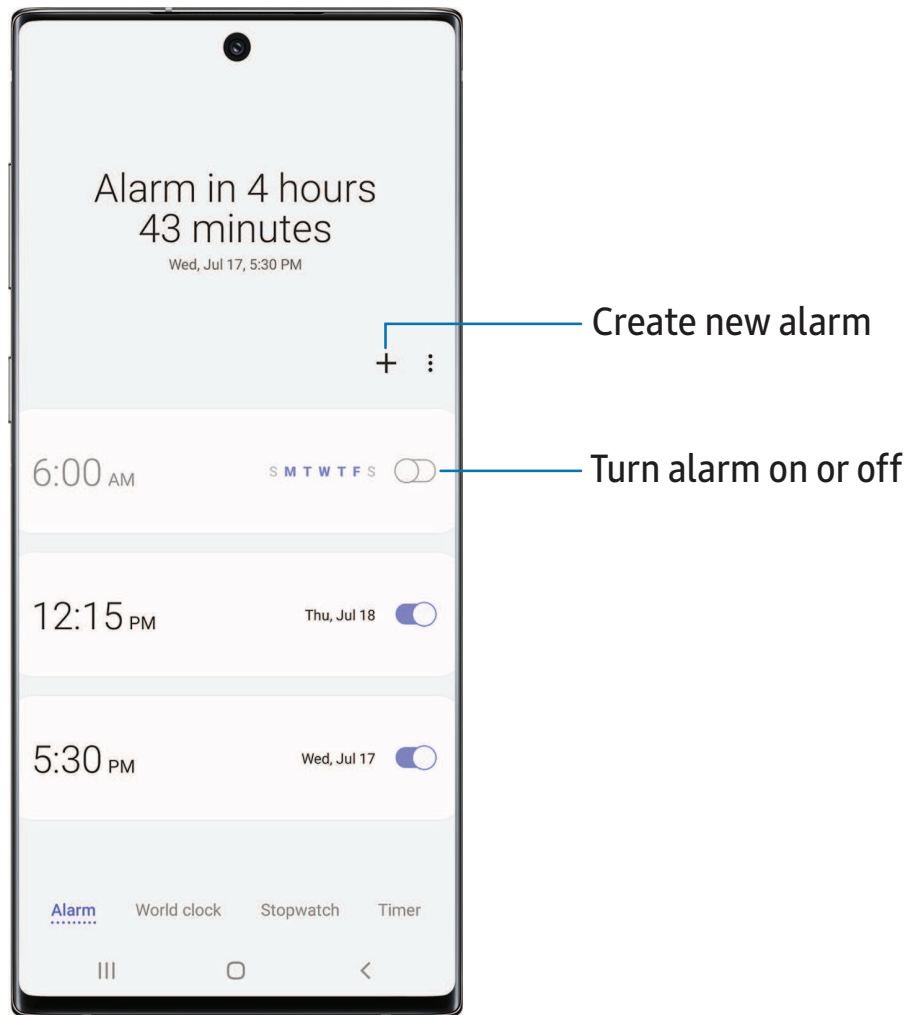 Alarm in 4 hours
43 minutes
Wed, Jul 17, 5:30 PM
Create new alarm
6:00 AM S M T W T F S
Turn alarm on or off
12:15 PM Thu, Jul 18
5:30 PM Wed, Jul 17
Alarm World clock Stopwatch Timer